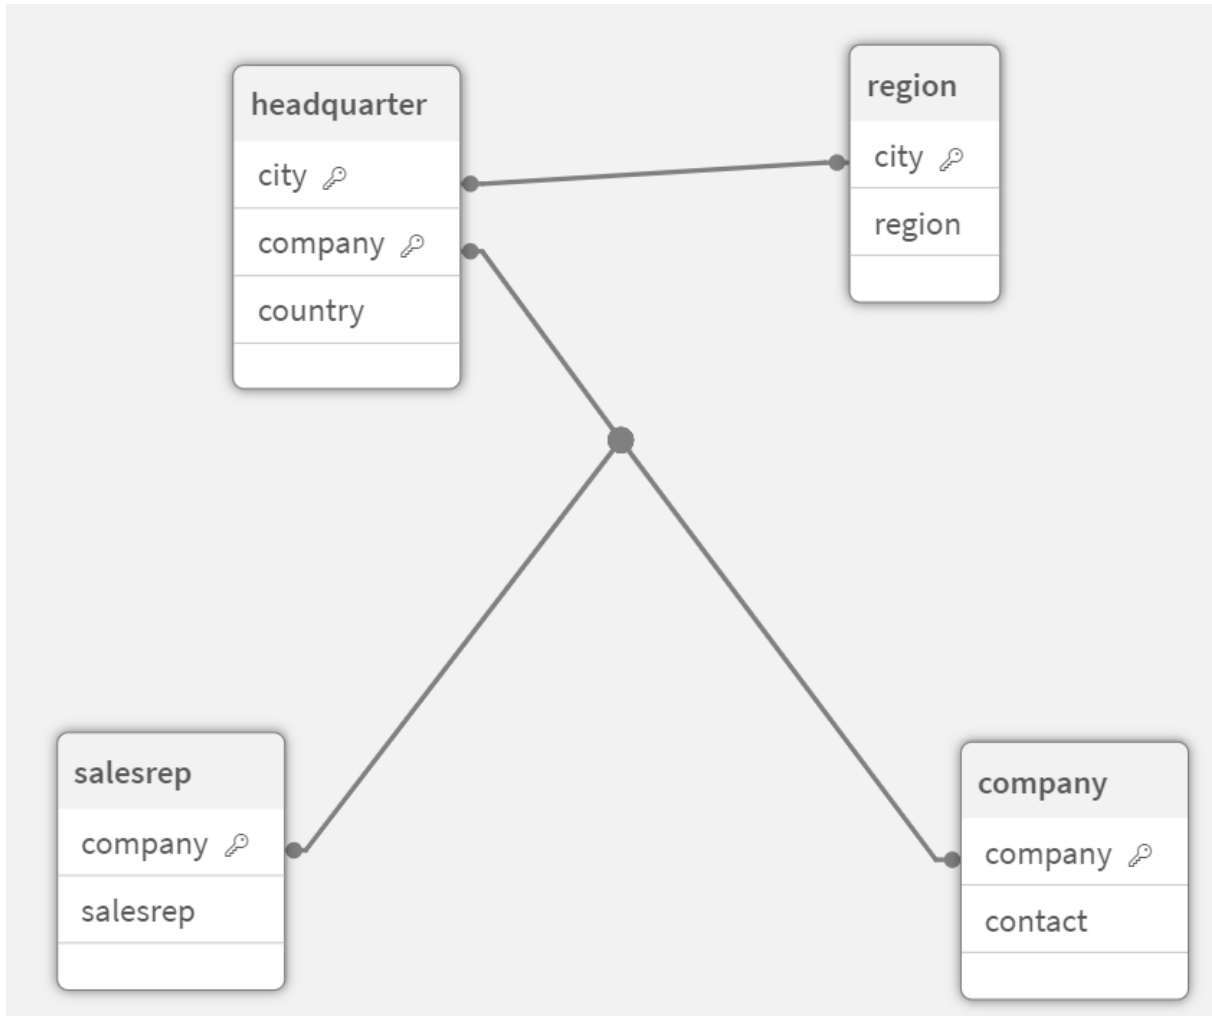 headquarter
city
company
country
region
city
region
salesrep
company
salesrep
company
company
contact